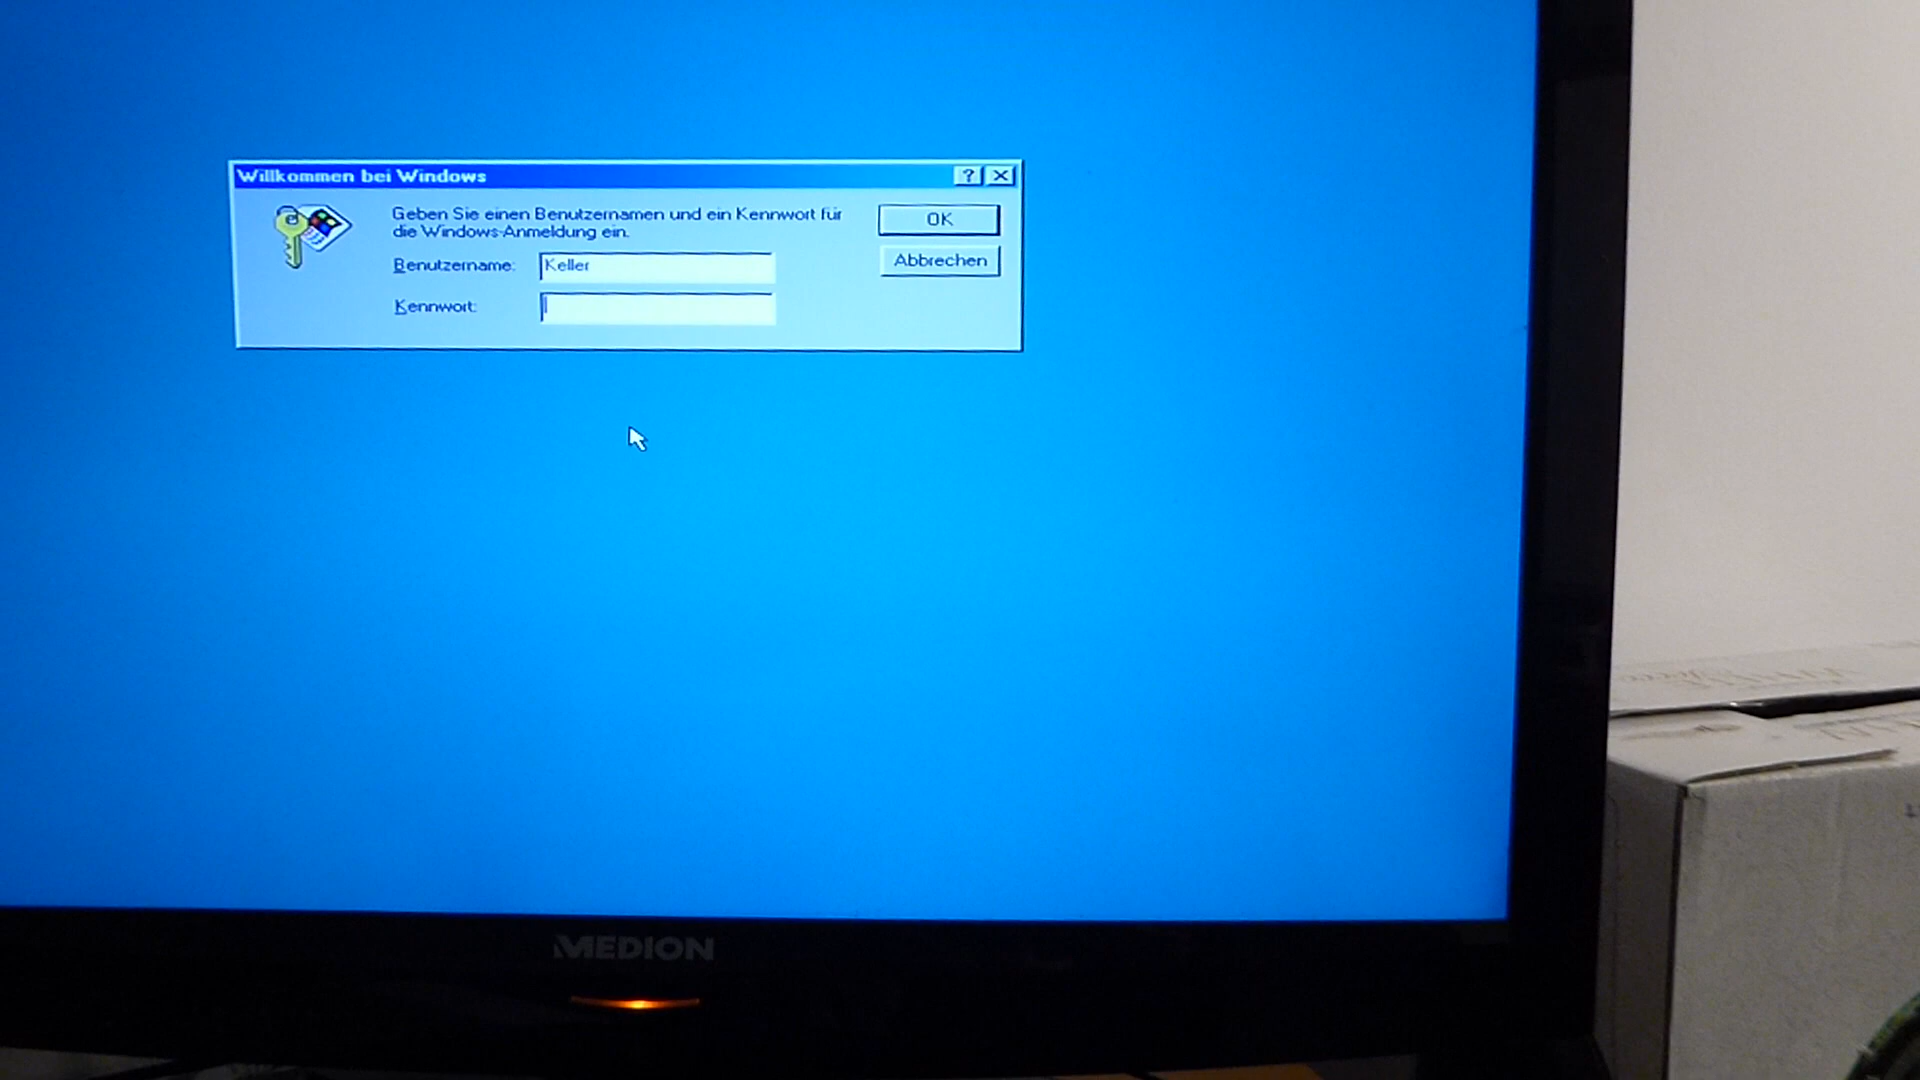 Willkommen bei Windows
Geben Sie einen Benutzernamen und ein Kennwort für
die Windows-Anmeldung ein.
OK
Benutzername: Keller
Abbrechen
Kennwort:
MEDION